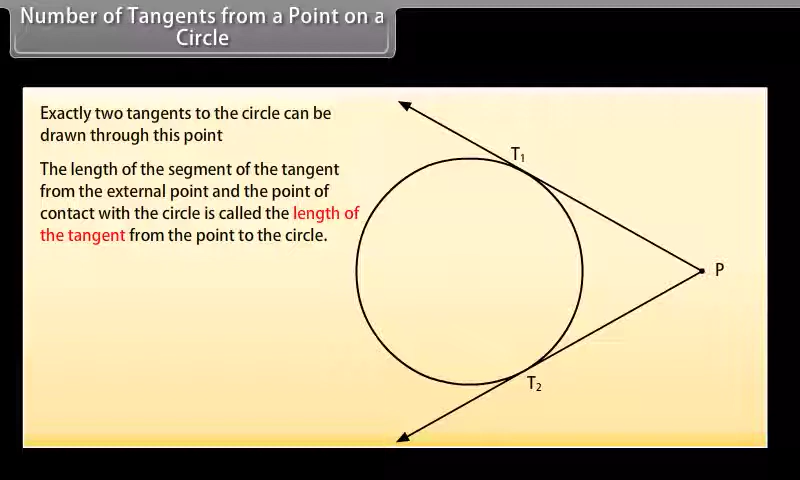 Number of Tangents from a Point on a
Circle
Exactly two tangents to the circle can be
drawn through this point
The length of the segment of the tangent
from the external point and the point of
contact with the circle is called the length of
the tangent from the point to the circle.
T₁
P
T₂